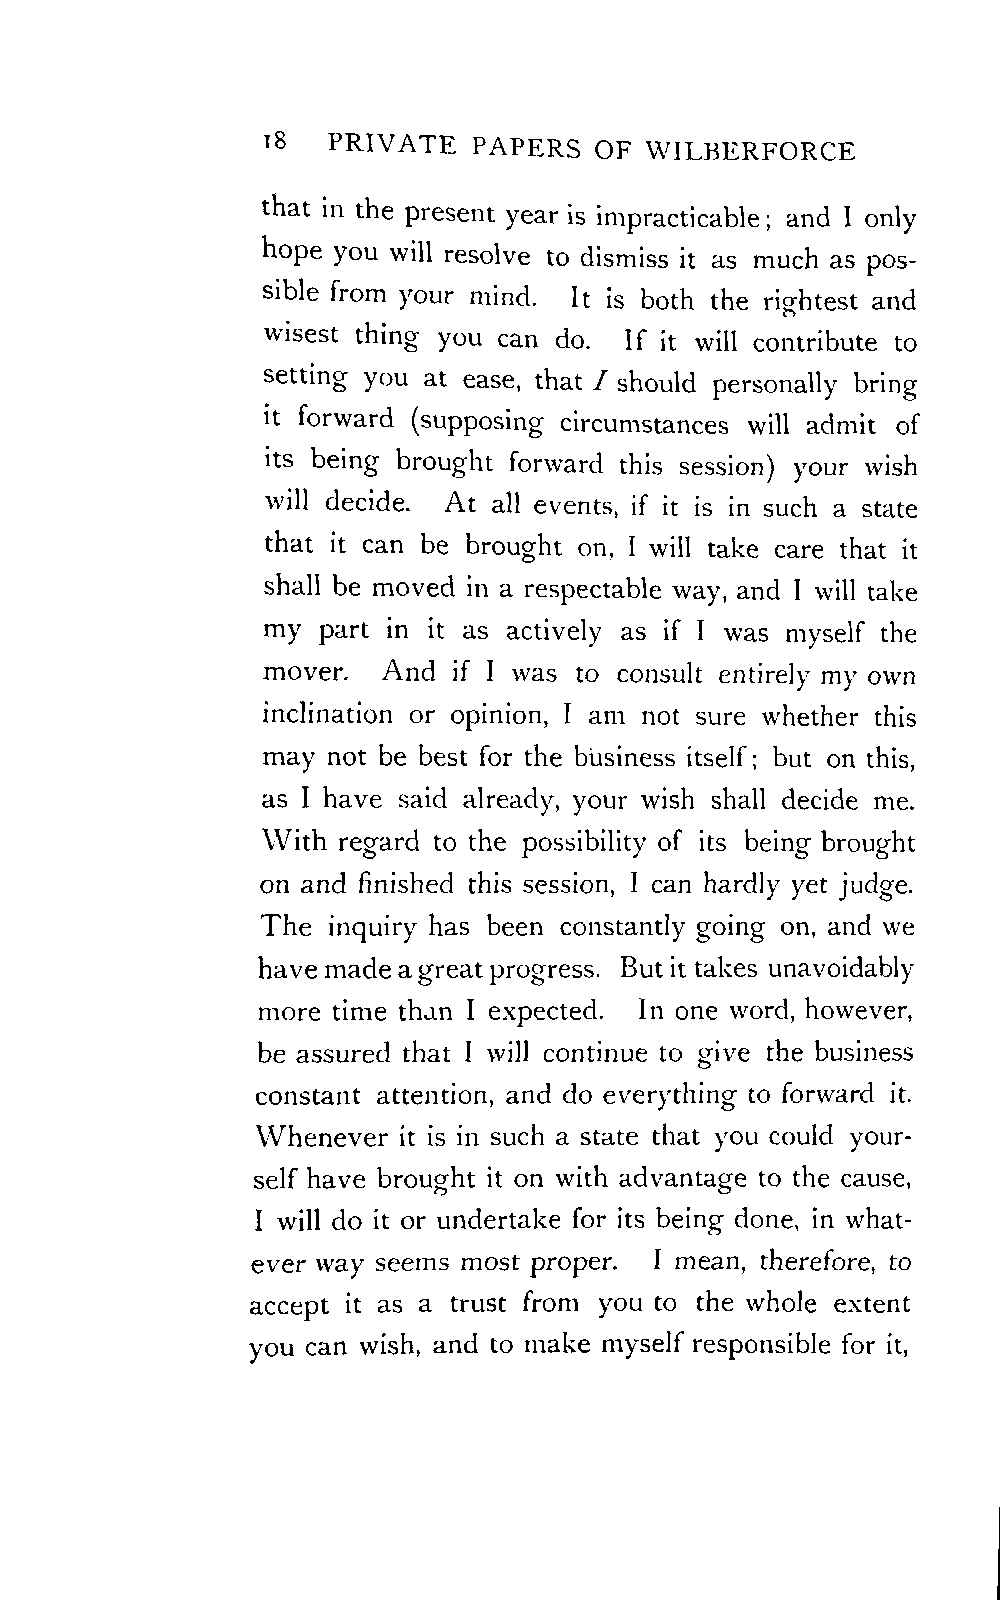 18 PRIVATE PAPERS OF WILBERFORCE
that in the present year is impracticable; and I only
hope you will resolve to dismiss it as much as pos-
sible from your mind. It is both the rightest and
wisest thing you can do. If it will contribute to
setting you at ease, that I should personally bring
it forward (supposing circumstances will admit of
its being brought forward this session) your wish
will decide. At all events, if it is in such a state
that it can be brought on, I will take care that it
shall be moved in a respectable way, and I will take
my part in it as actively as if I was myself the
mover. And if I was to consult entirely my own
inclination or opinion, I am not sure whether this
may not be best for the business itself; but on this,
as I have said already, your wish shall decide me.
With regard to the possibility of its being brought
on and finished this session, I can hardly yet judge.
The inquiry has been constantly going on, and we
have made a great progress. But it takes unavoidably
more time than I expected. In one word, however,
be assured that I will continue to give the business
constant attention, and do everything to forward it.
Whenever it is in such a state that you could your-
self have brought it on with advantage to the cause,
I will do it or undertake for its being done, in what-
ever way seems most proper. I mean, therefore, to
accept it as a trust from you to the whole extent
you can wish, and to make myself responsible for it,